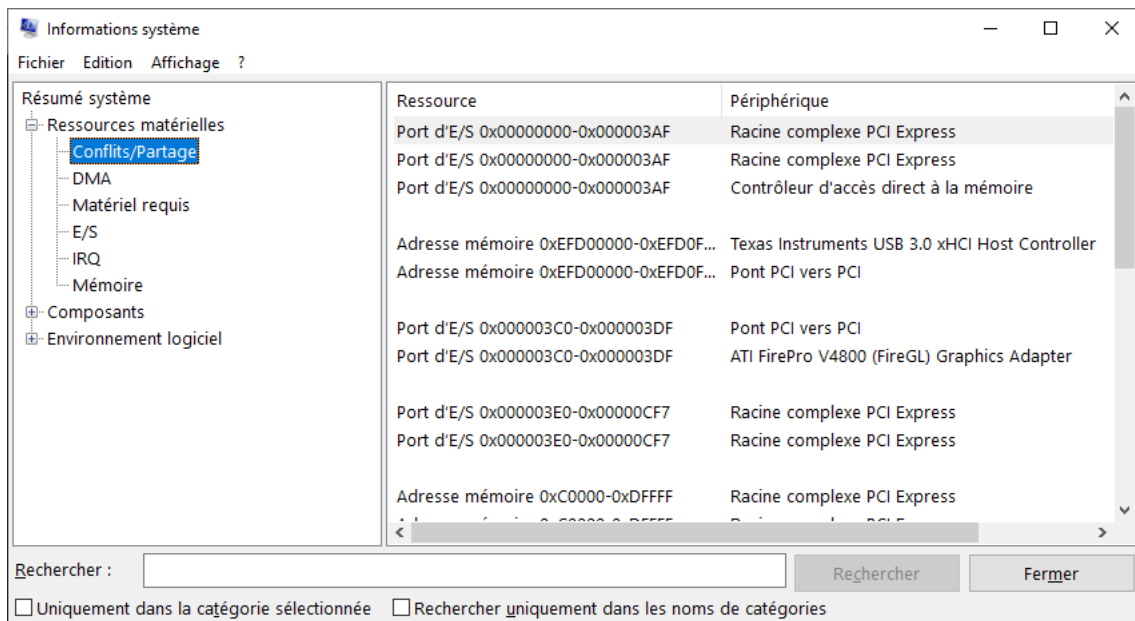 Informations système
Fichier Edition Affichage ?
Résumé système
Ressources matérielles
Conflits/Partage
DMA
Matériel requis
E/S
IRQ
Mémoire
Composants
Environnement logiciel
Ressource Périphérique
Port d'E/S 0x00000000-0x000003AF Racine complexe PCI Express
Port d'E/S 0x00000000-0x000003AF Racine complexe PCI Express
Port d'E/S 0x00000000-0x000003AF Contrôleur d'accès direct à la mémoire
Adresse mémoire 0xEFD00000-0xEFD0F... Texas Instruments USB 3.0 xHCI Host Controller
Adresse mémoire 0xEFD00000-0xEFD0F... Pont PCI vers PCI
Port d'E/S 0x000003C0-0x000003DF Pont PCI vers PCI
Port d'E/S 0x000003C0-0x000003DF ATI FirePro V4800 (FireGL) Graphics Adapter
Port d'E/S 0x000003E0-0x00000CF7 Racine complexe PCI Express
Port d'E/S 0x000003E0-0x00000CF7 Racine complexe PCI Express
Adresse mémoire 0xC0000-0xDFFFF Racine complexe PCI Express
Rechercher :
Rechercher
Fermer
Uniquement dans la catégorie sélectionnée Rechercher uniquement dans les noms de catégories